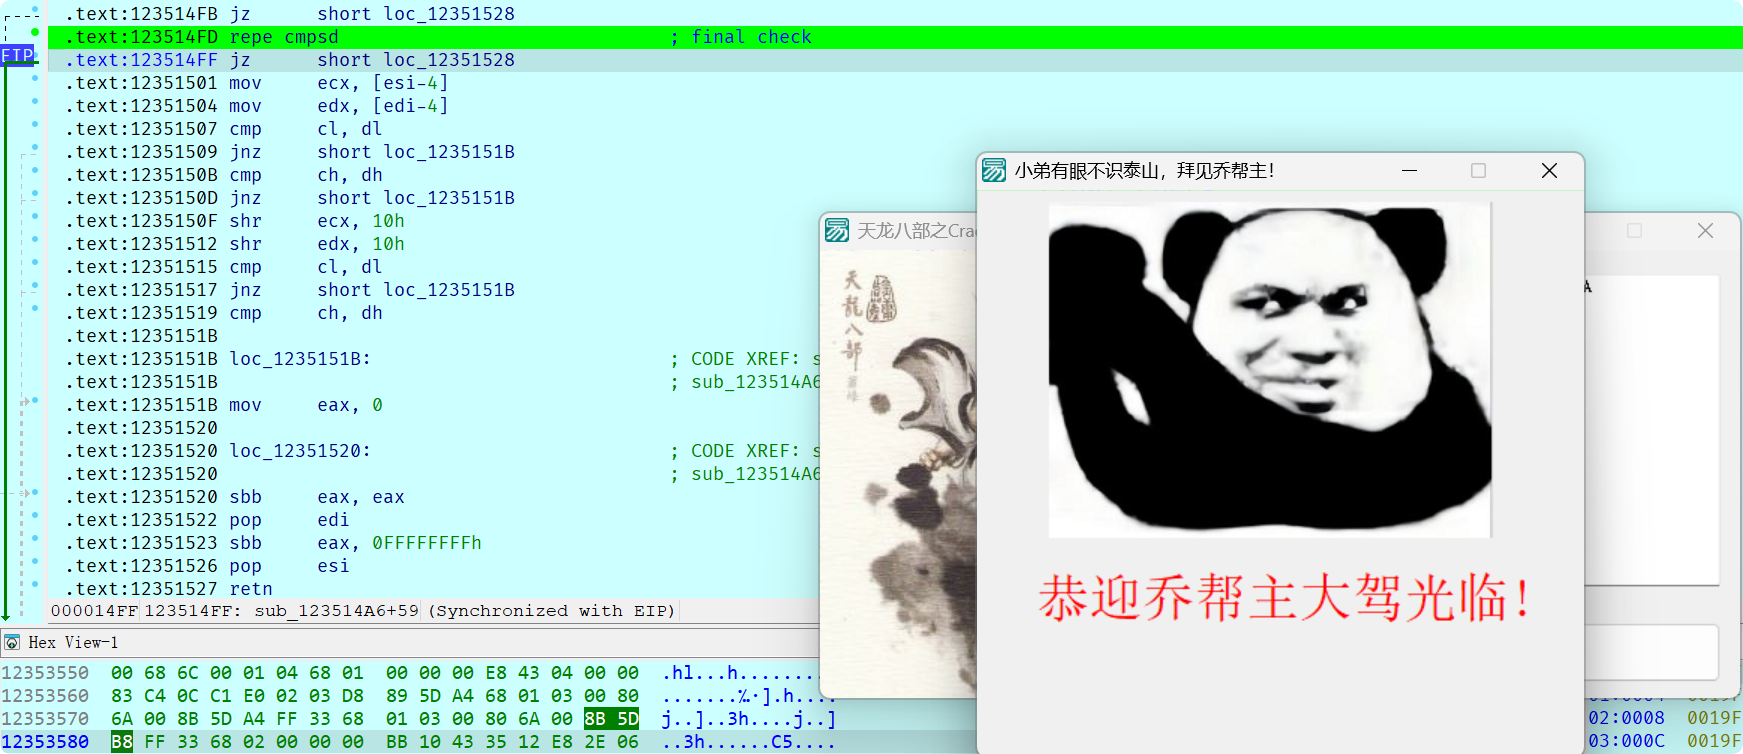 .text:123514FB jz short loc_12351528
.text:123514FD repe cmpsd ; final check
EIP
.text:123514FF jz short loc_12351528
.text:12351501 mov ecx, [esi-4]
.text:12351504 mov edx, [edi-4]
.text:12351507 cmp cl, dl
.text:12351509 jnz short loc_1235151B
.text:1235150B cmp ch, dh
.text:1235150D jnz short loc_1235151B
.text:1235150F shr ecx, 10h
.text:12351512 shr edx, 10h
.text:12351515 cmp cl, dl
.text:12351517 jnz short loc_1235151B
.text:12351519 cmp ch, dh
.text:1235151B
.text:1235151B loc_1235151B: ; CODE XREF: s
.text:1235151B ; sub_123514A6
.text:1235151B mov eax, 0
.text:12351520
.text:12351520 loc_12351520: ; CODE XREF: s
.text:12351520 ; sub_123514A6
.text:12351520 sbb eax, eax
.text:12351522 pop edi
.text:12351523 sbb eax, 0FFFFFFFFh
.text:12351526 pop esi
.text:12351527 retn
000014FF 123514FF: sub_123514A6+59 (Synchronized with EIP)
Hex View-1
12353550 00 68 6C 00 01 04 68 01 00 00 00 E8 43 04 00 00 .hl...h.........
12353560 83 C4 0C C1 E0 02 03 D8 89 5D A4 68 01 03 00 80 .......‰·].h....
12353570 6A 00 8B 5D A4 FF 33 68 01 03 00 80 6A 00 8B 5D j..]..3h....j..]
12353580 B8 FF 33 68 02 00 00 00 BB 10 43 35 12 E8 2E 06 ..3h......C5....
天龙八部之Cra
天龍八部
A
小弟有眼不识泰山，拜见乔帮主！
恭迎乔帮主大驾光临！
02:0008 0019F
03:000C 0019F